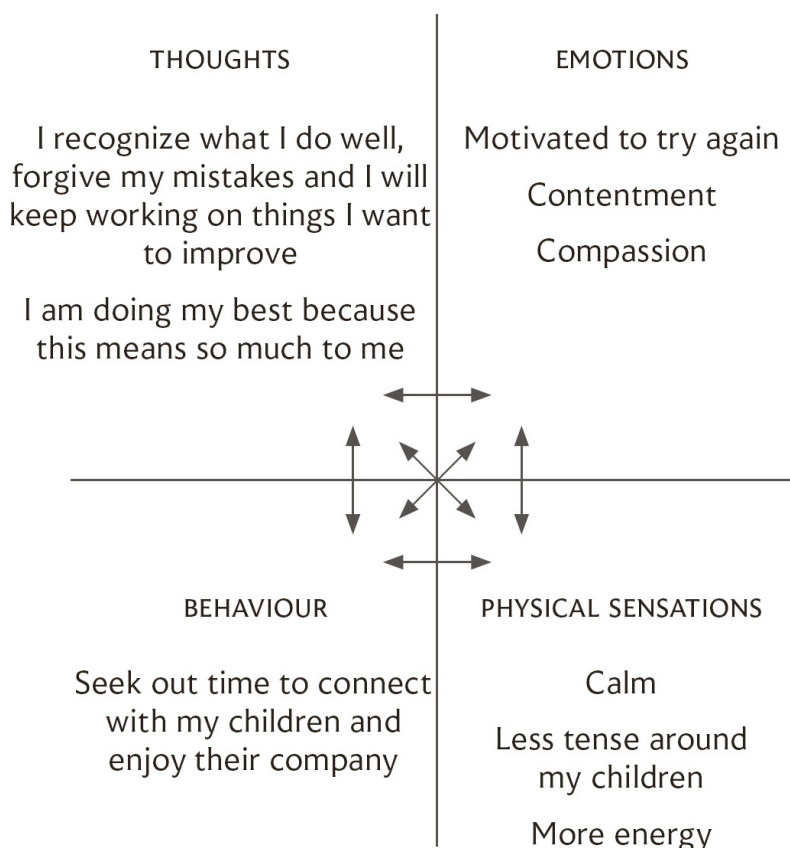 THOUGHTS
I recognize what I do well,
forgive my mistakes and I will
keep working on things I want
to improve
I am doing my best because
this means so much to me
EMOTIONS
Motivated to try again
Contentment
Compassion
BEHAVIOUR
Seek out time to connect
with my children and
enjoy their company
PHYSICAL SENSATIONS
Calm
Less tense around
my children
More energy